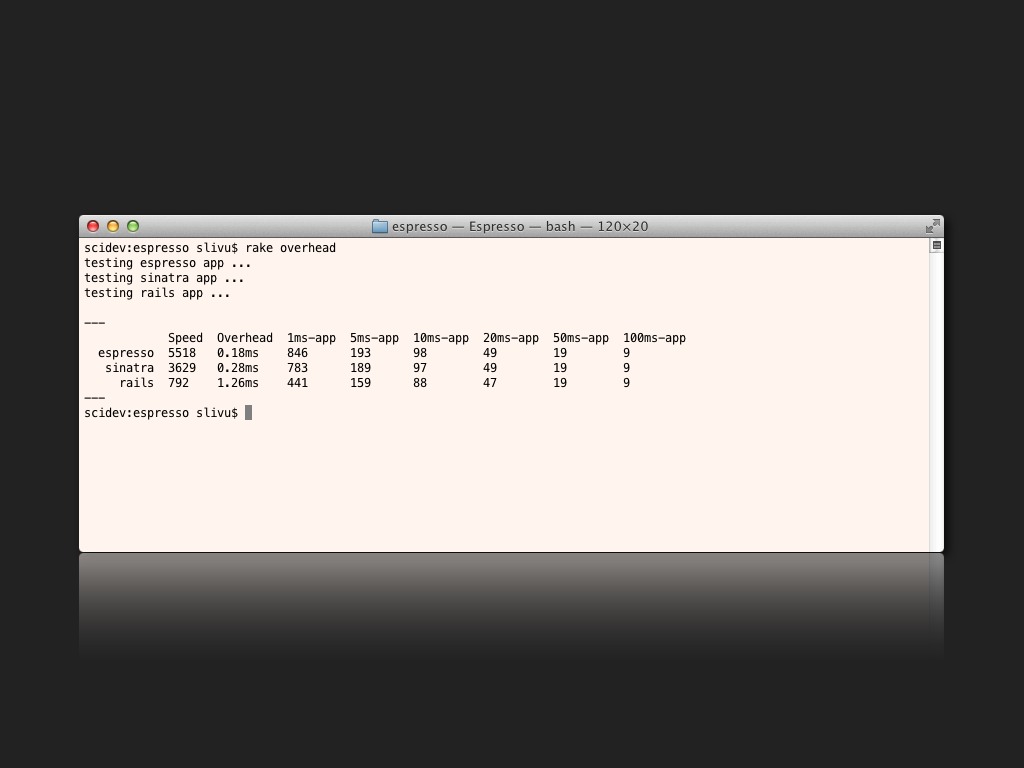 espresso — Espresso — bash — 120×20
scidev:espresso slivu$ rake overhead
testing espresso app ...
testing sinatra app ...
testing rails app ...
---
Speed Overhead 1ms-app 5ms-app 10ms-app 20ms-app 50ms-app 100ms-app
espresso 5518 0.18ms 846 193 98 49 19 9
sinatra 3629 0.28ms 783 189 97 49 19 9
rails 792 1.26ms 441 159 88 47 19 9
---
scidev:espresso slivu$